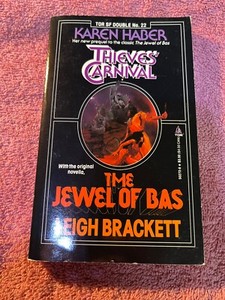 TOR SF DOUBLE No. 22
KAREN HABER
Her new prequel to the classic The Jewel of Bas
THIEVES'
CARNIVAL
With the original
novella,
THE
JEWEL OF BAS
LEIGH BRACKETT